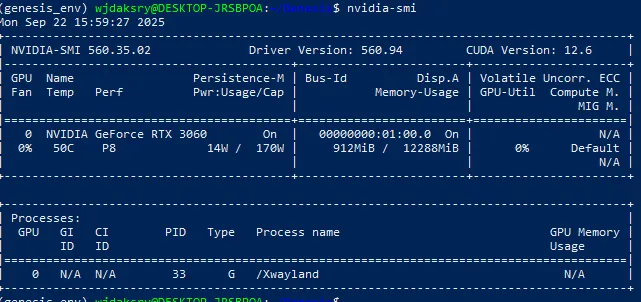 (genesis_env) wjdaksry@DESKTOP-JRSBPOA:~/Genesis$ nvidia-smi
Mon Sep 22 15:59:27 2025
NVIDIA-SMI 560.35.02 Driver Version: 560.94 CUDA Version: 12.6
GPU Name Persistence-M | Bus-Id Disp.A | Volatile Uncorr. ECC
Fan Temp Perf Pwr:Usage/Cap | Memory-Usage | GPU-Util Compute M.
MIG M.
0 NVIDIA GeForce RTX 3060 On | 00000000:01:00.0 On | N/A
0% 50C P8 14W / 170W | 912MiB / 12288MiB | 0% Default
N/A
Processes:
GPU GI CI PID Type Process name GPU Memory
ID ID Usage
0 N/A N/A 33 G /Xwayland N/A
(genesis_env) wjdaksry@DESKTOP-JRSBPOA:~/Genesis$